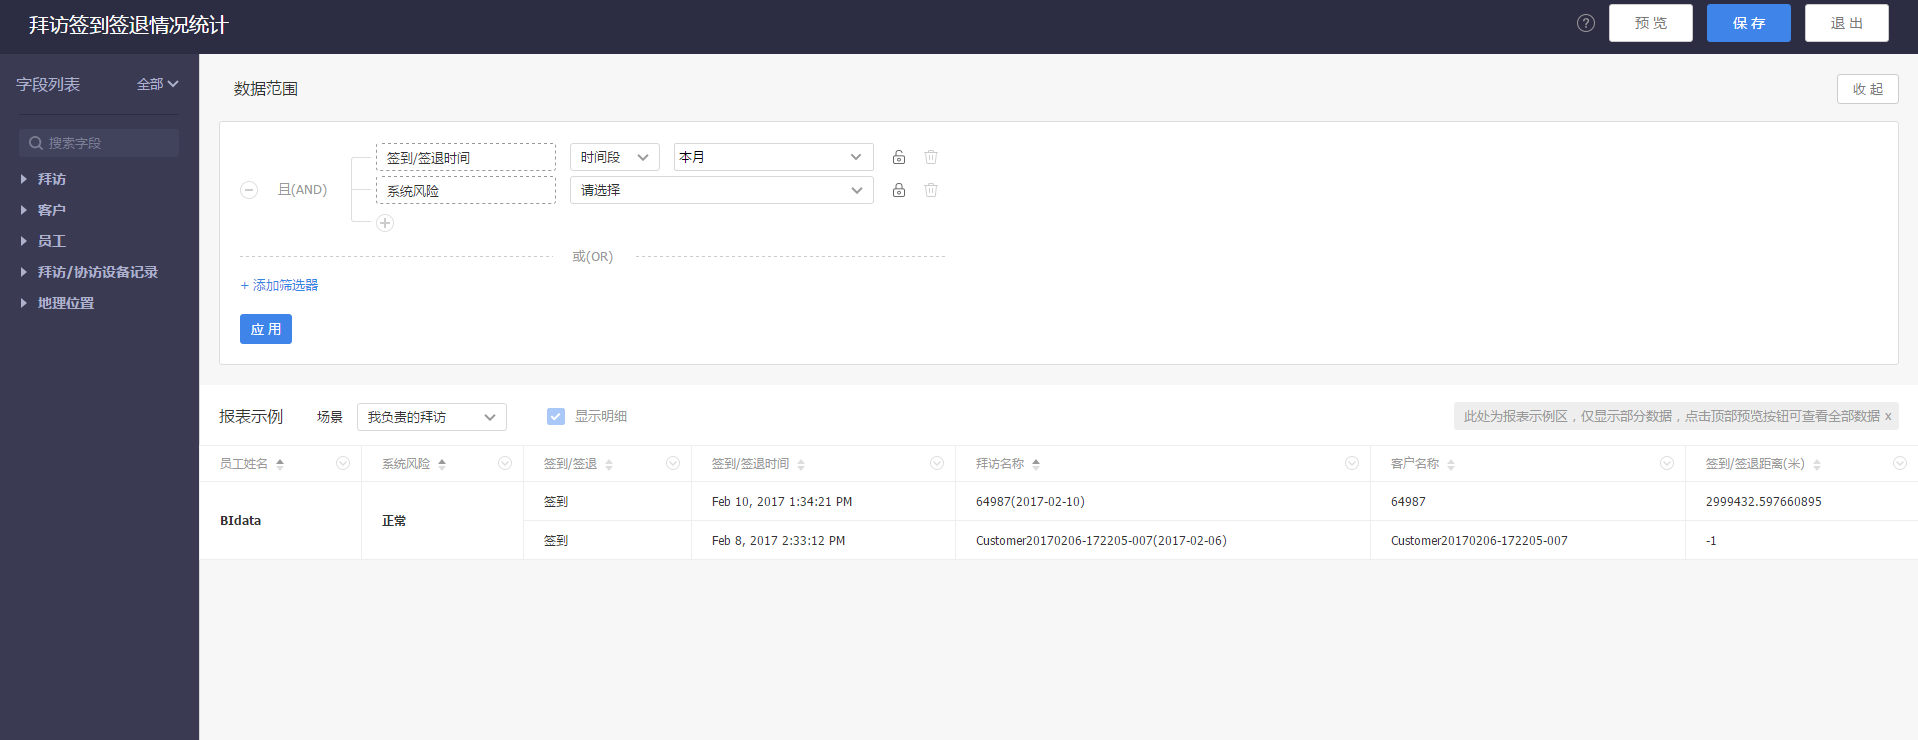 拜访签到签退情况统计
? 预 览 保 存 退 出
字段列表 全部
搜索字段
拜访
客户
员工
拜访/协访设备记录
地理位置
数据范围 收 起
签到/签退时间 时间段 本月
且(AND)
系统风险 请选择
或(OR)
+ 添加筛选器
应 用
报表示例 场景 我负责的拜访 显示明细 此处为报表示例区，仅显示部分数据，点击顶部预览按钮可查看全部数据 x
员工姓名 系统风险 签到/签退 签到/签退时间 拜访名称 客户名称 签到/签退距离(米)
BIdata 正常 签到 Feb 10, 2017 1:34:21 PM 64987(2017-02-10) 64987 2999432.597660895
签到 Feb 8, 2017 2:33:12 PM Customer20170206-172205-007(2017-02-06) Customer20170206-172205-007 -1